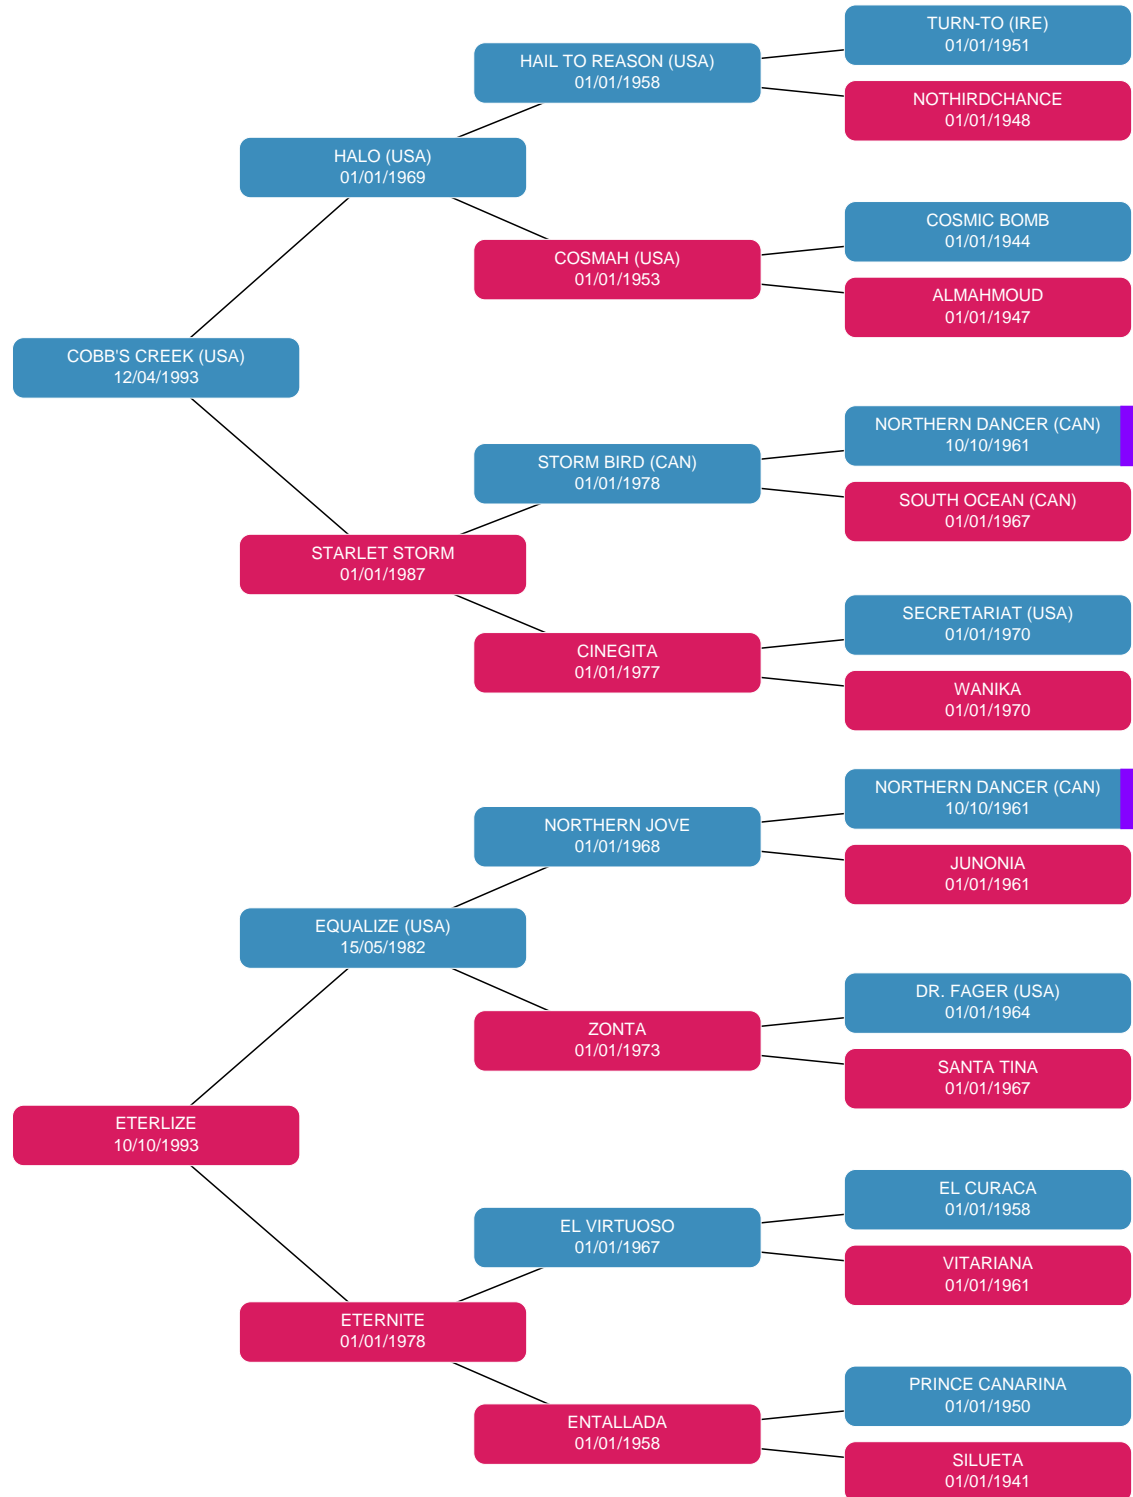 TURN-TO (IRE)
01/01/1951
HAIL TO REASON (USA)
01/01/1958
NOTHIRDCHANCE
01/01/1948
HALO (USA)
01/01/1969
COSMIC BOMB
01/01/1944
COSMAH (USA)
01/01/1953
ALMAHMOUD
01/01/1947
COBB'S CREEK (USA)
12/04/1993
NORTHERN DANCER (CAN)
10/10/1961
STORM BIRD (CAN)
01/01/1978
SOUTH OCEAN (CAN)
01/01/1967
STARLET STORM
01/01/1987
SECRETARIAT (USA)
01/01/1970
CINEGITA
01/01/1977
WANIKA
01/01/1970
NORTHERN DANCER (CAN)
10/10/1961
NORTHERN JOVE
01/01/1968
JUNONIA
01/01/1961
EQUALIZE (USA)
15/05/1982
DR. FAGER (USA)
01/01/1964
ZONTA
01/01/1973
SANTA TINA
01/01/1967
ETERLIZE
10/10/1993
EL CURACA
01/01/1958
EL VIRTUOSO
01/01/1967
VITARIANA
01/01/1961
ETERNITE
01/01/1978
PRINCE CANARINA
01/01/1950
ENTALLADA
01/01/1958
SILUETA
01/01/1941